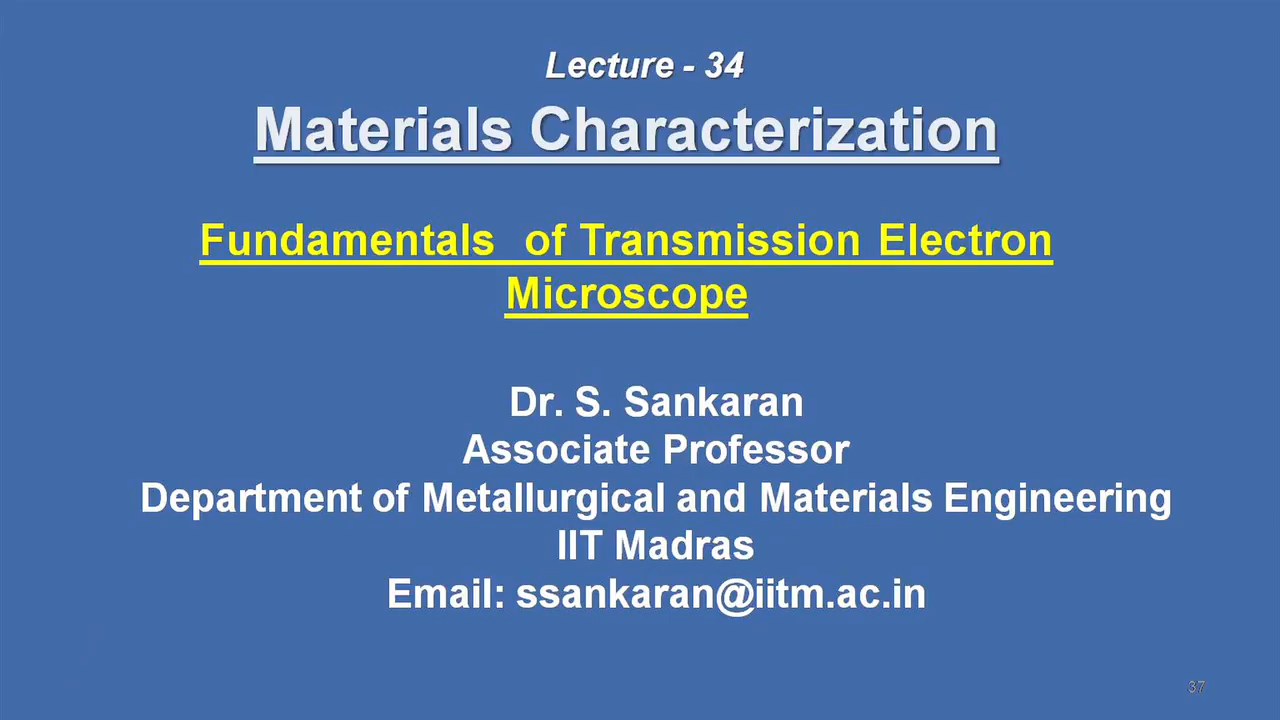 Lecture - 34
Materials Characterization
Fundamentals of Transmission Electron
Microscope
Dr. S. Sankaran
Associate Professor
Department of Metallurgical and Materials Engineering
IIT Madras
Email: ssankaran@iitm.ac.in
37